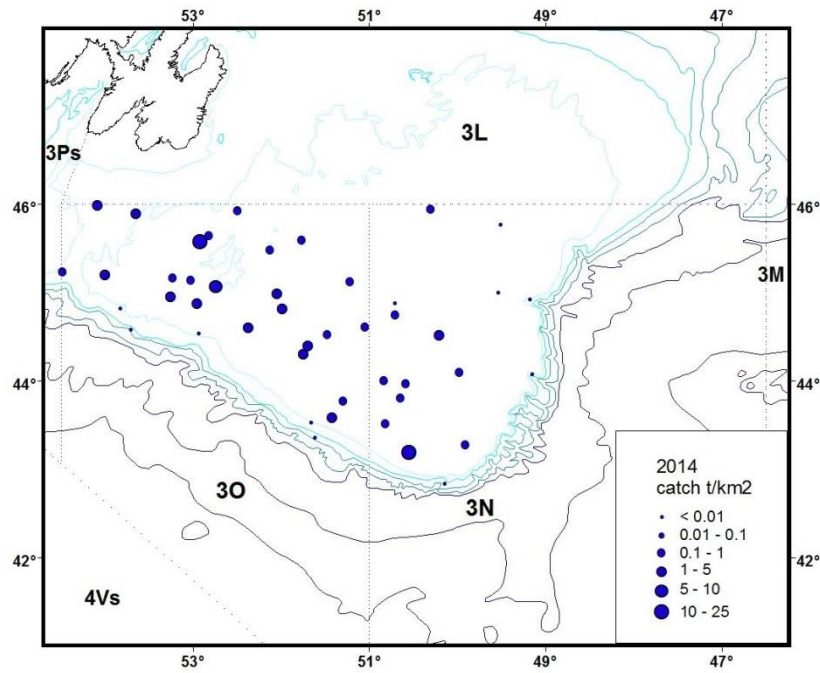 53° 51° 49° 47°
3L
3Ps
46° 46°
3M
44° 44°
2014
catch t/km2
3O
3N
< 0.01
0.01 - 0.1
0.1 - 1
42° 42°
1 - 5
5 - 10
4Vs
10 - 25
53° 51° 49° 47°